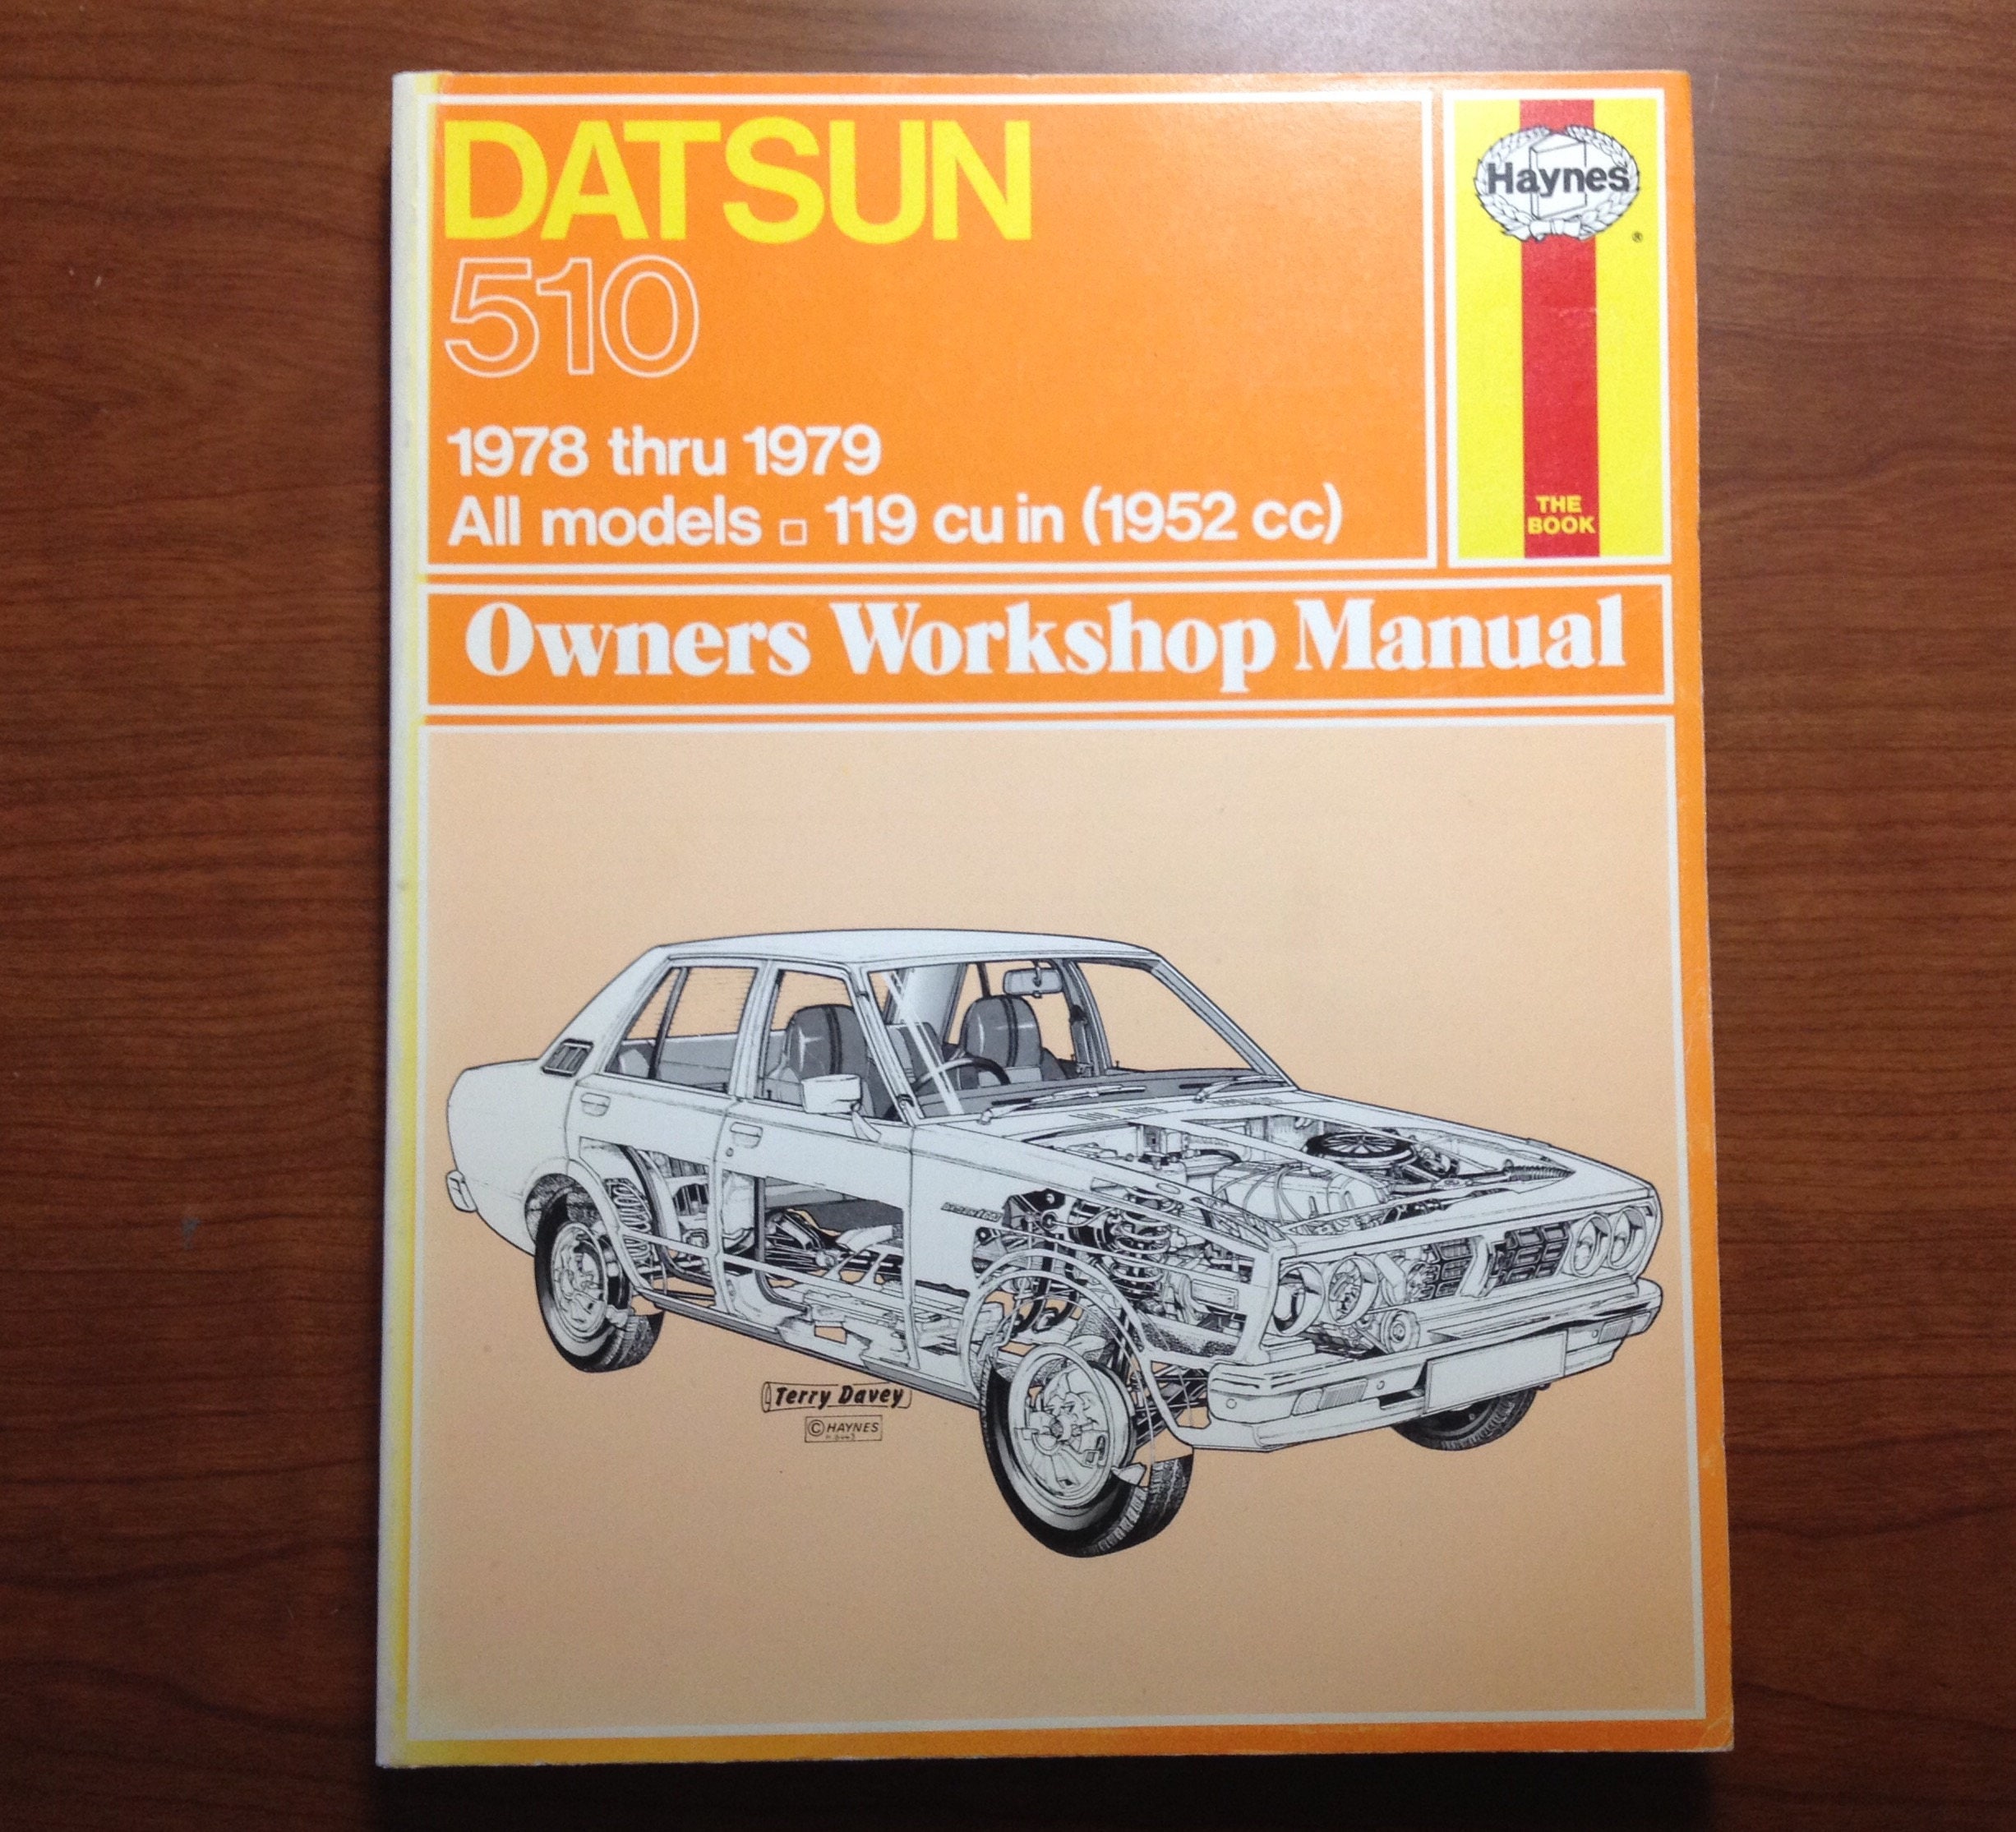 DATSUN
510
1978 thru 1979
All models □ 119 cu in (1952 cc)
Haynes
®
THE
BOOK
Owners Workshop Manual
Terry Davey
© HAYNES